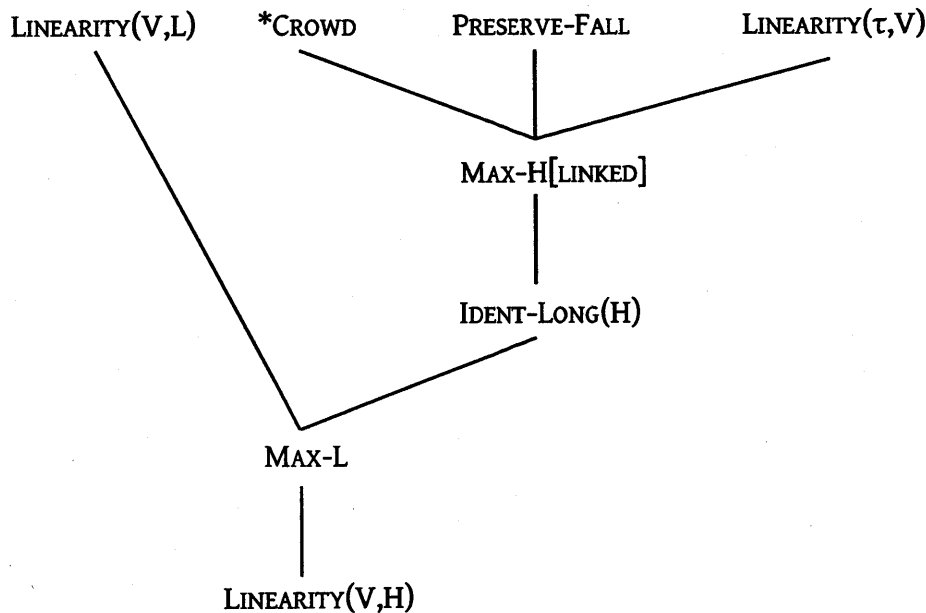 LINEARITY(V,L) *CROWD PRESERVE-FALL LINEARITY(τ,V)
MAX-H[LINKED]
IDENT-LONG(H)
MAX-L
LINEARITY(V,H)